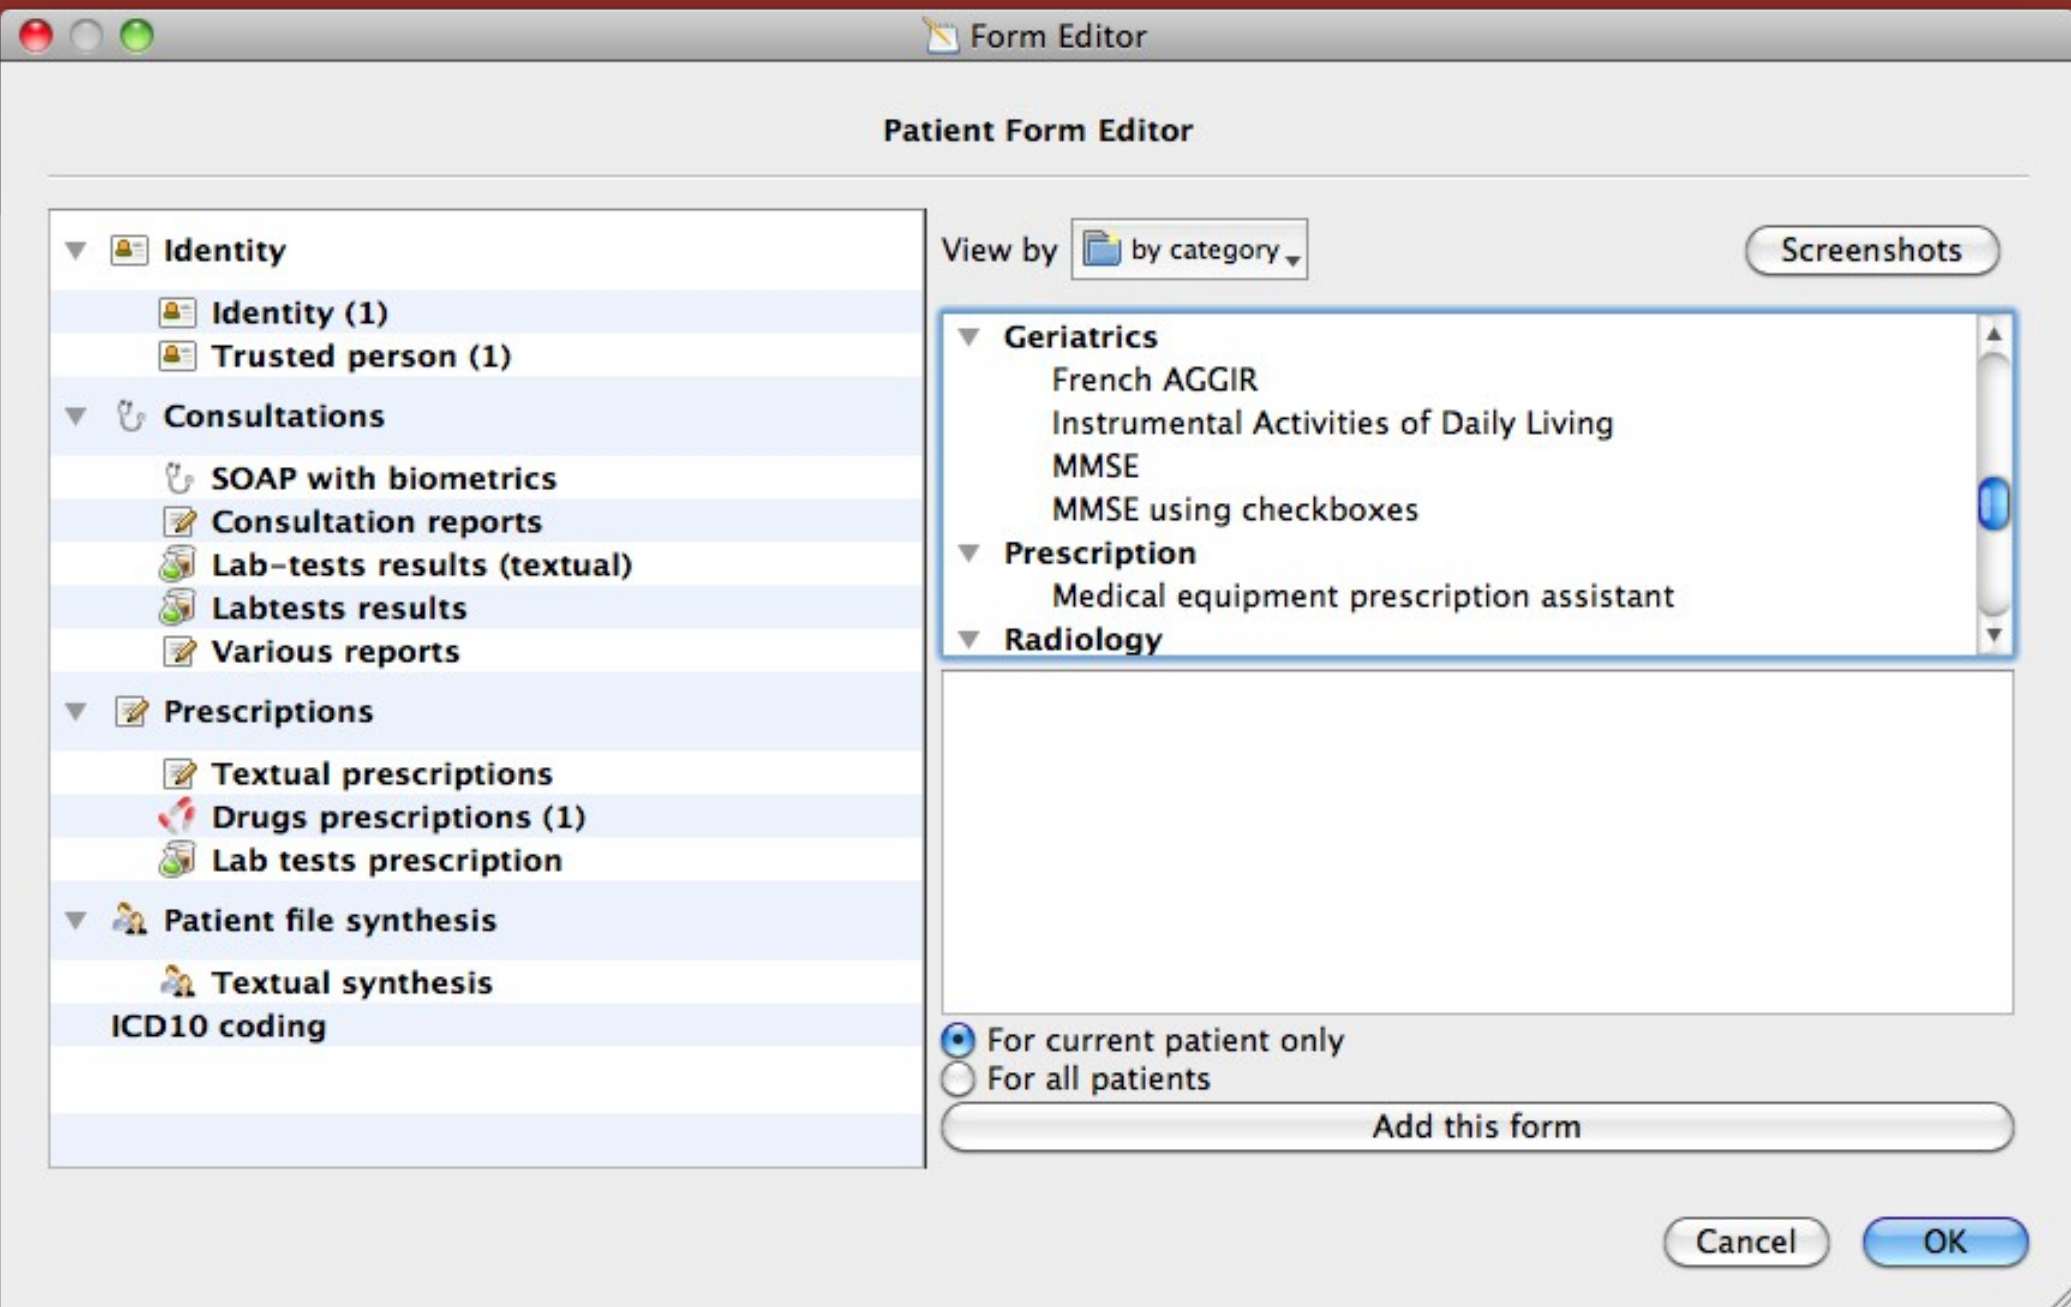 Form Editor
Patient Form Editor
Identity
Identity (1)
Trusted person (1)
Consultations
SOAP with biometrics
Consultation reports
Lab-tests results (textual)
Labtests results
Various reports
Prescriptions
Textual prescriptions
Drugs prescriptions (1)
Lab tests prescription
Patient file synthesis
Textual synthesis
ICD10 coding
View by by category
Screenshots
Geriatrics
French AGGIR
Instrumental Activities of Daily Living
MMSE
MMSE using checkboxes
Prescription
Medical equipment prescription assistant
Radiology
For current patient only
For all patients
Add this form
Cancel OK